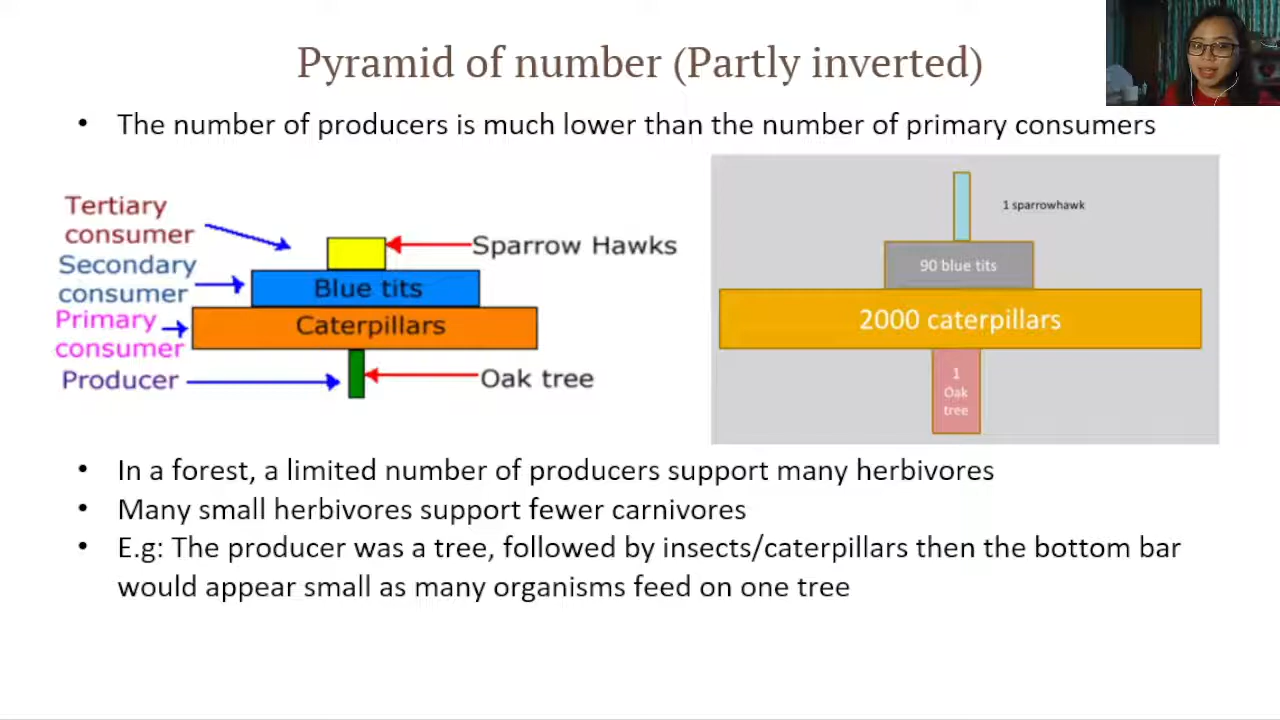 Pyramid of number (Partly inverted)
• The number of producers is much lower than the number of primary consumers
Tertiary
consumer
Sparrow Hawks
Secondary
consumer
Blue tits
Primary
consumer
Caterpillars
Producer
Oak tree
1 sparrowhawk
90 blue tits
2000 caterpillars
1
Oak
tree
• In a forest, a limited number of producers support many herbivores
• Many small herbivores support fewer carnivores
• E.g: The producer was a tree, followed by insects/caterpillars then the bottom bar
would appear small as many organisms feed on one tree